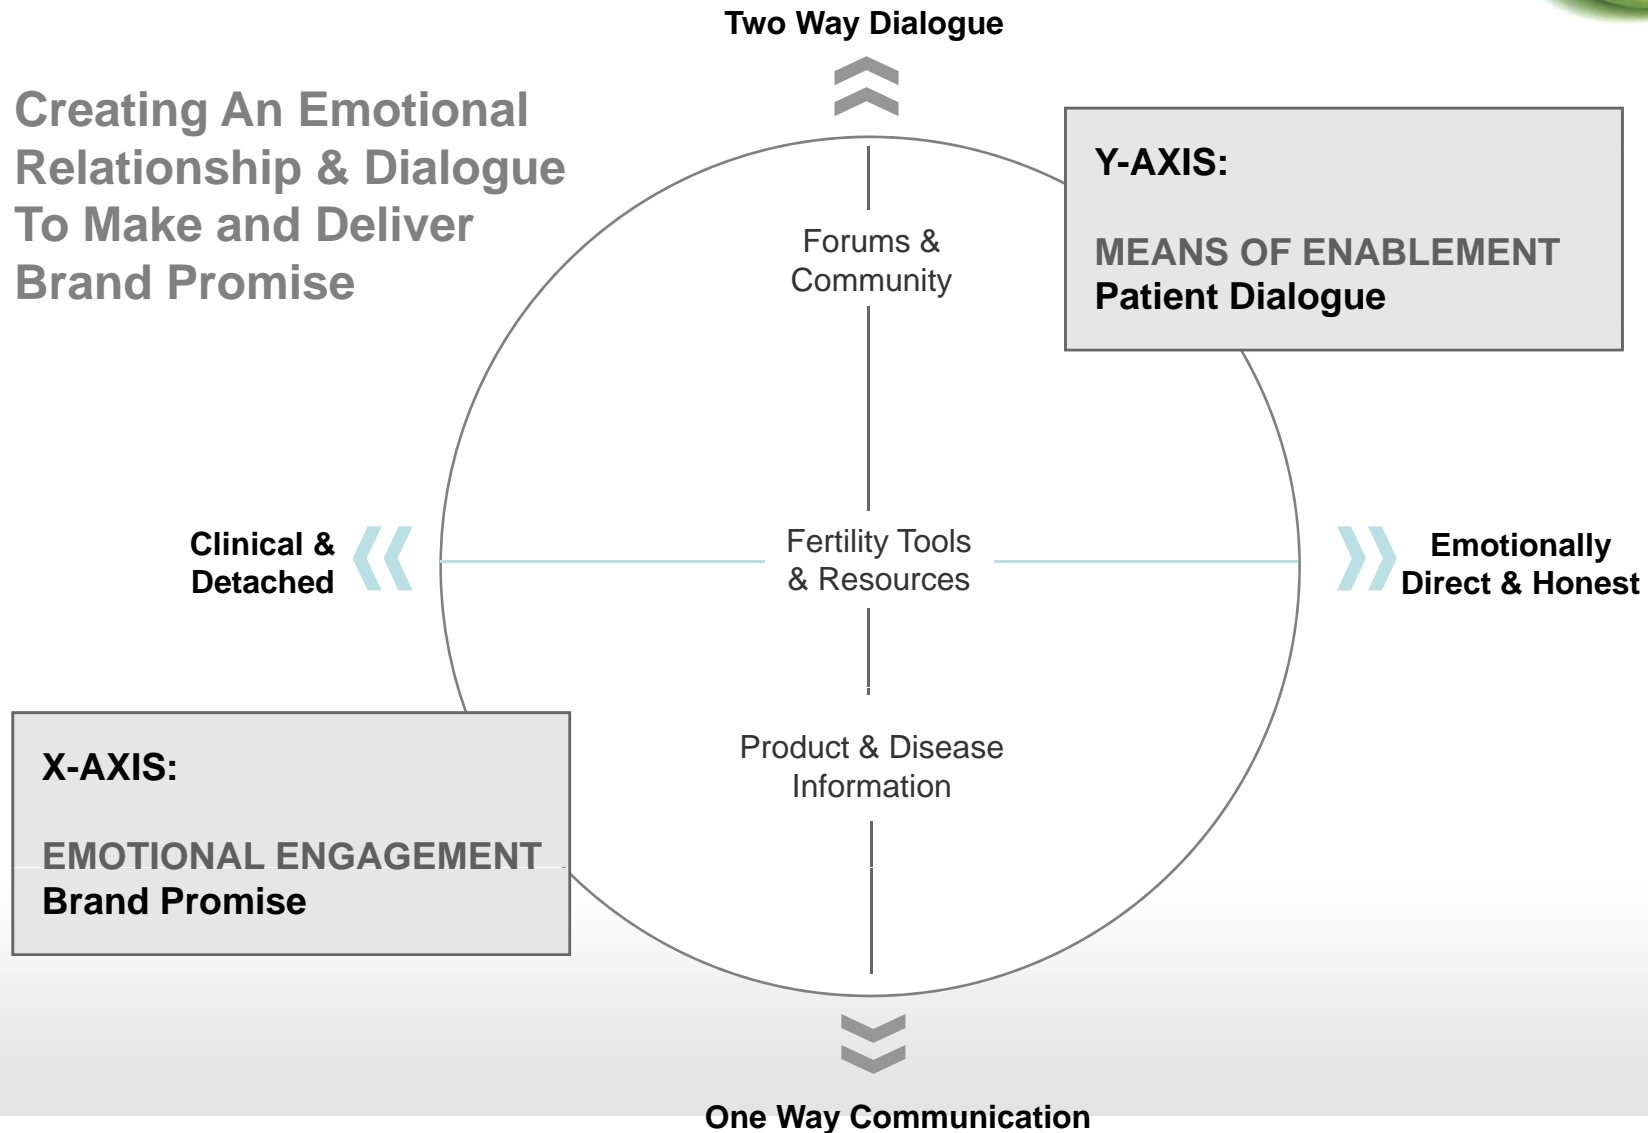 Two Way Dialogue
Creating An Emotional
Relationship & Dialogue
To Make and Deliver
Brand Promise
Y-AXIS:
MEANS OF ENABLEMENT
Patient Dialogue
Forums &
Community
Clinical &
Detached
Fertility Tools
& Resources
Emotionally
Direct & Honest
X-AXIS:
EMOTIONAL ENGAGEMENT
Brand Promise
Product & Disease
Information
One Way Communication